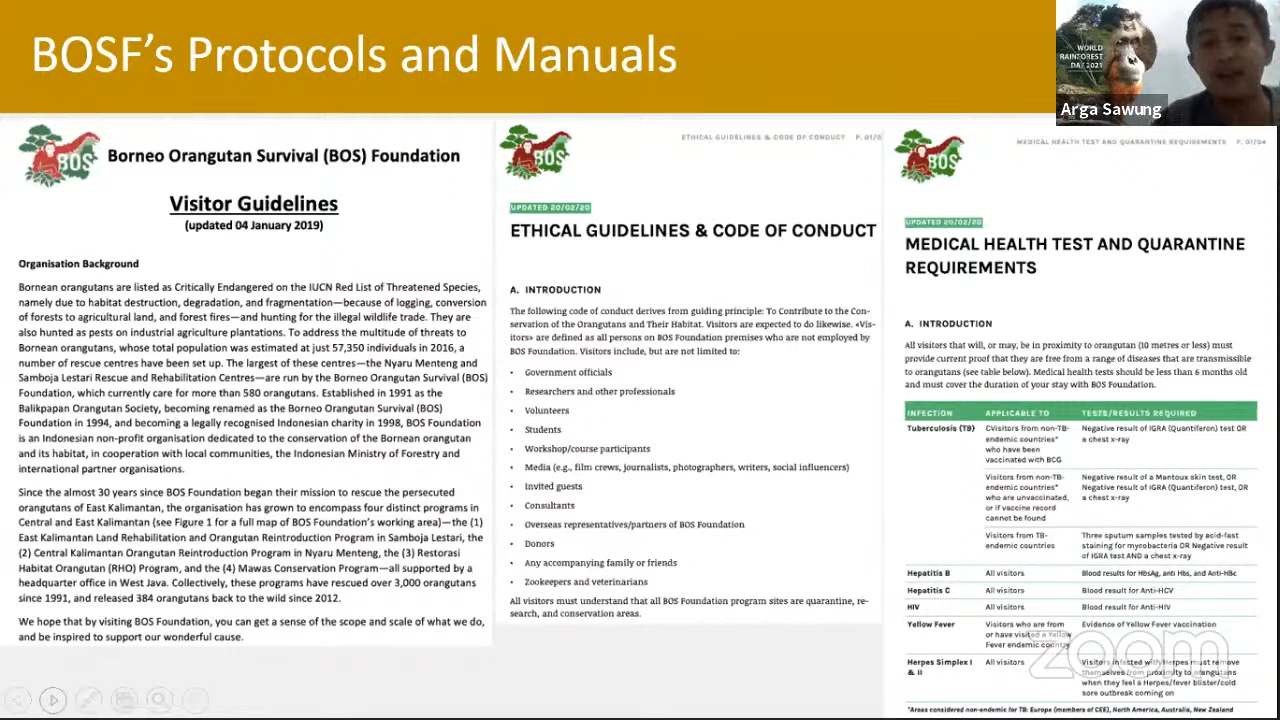 BOSF's Protocols and Manuals
WORLD
RAINFOREST
DAY 2021
Arga Sawung
BOS
Borneo Orangutan Survival (BOS) Foundation
Visitor Guidelines
(updated 04 January 2019)
Organisation Background
Bornean orangutans are listed as Critically Endangered on the IUCN Red List of Threatened Species,
namely due to habitat destruction, degradation, and fragmentation—because of logging, conversion
of forests to agricultural land, and forest fires—and hunting for the illegal wildlife trade. They are
also hunted as pests on industrial agriculture plantations. To address the multitude of threats to
Bornean orangutans, whose total population was estimated at just 57,350 individuals in 2016, a
number of rescue centres have been set up. The largest of these centres—the Nyaru Menteng and
Samboja Lestari Rescue and Rehabilitation Centres—are run by the Borneo Orangutan Survival (BOS)
Foundation, which currently care for more than 580 orangutans. Established in 1991 as the
Balikpapan Orangutan Society, becoming renamed as the Borneo Orangutan Survival (BOS)
Foundation in 1994, and becoming a legally recognised Indonesian charity in 1998, BOS Foundation
is an Indonesian non-profit organisation dedicated to the conservation of the Bornean orangutan
and its habitat, in cooperation with local communities, the Indonesian Ministry of Forestry and
international partner organisations.
Since the almost 30 years since BOS Foundation began their mission to rescue the persecuted
orangutans of East Kalimantan, the organisation has grown to encompass four distinct programs in
Central and East Kalimantan (see Figure 1 for a full map of BOS Foundation's working area)—the (1)
East Kalimantan Land Rehabilitation and Orangutan Reintroduction Program in Samboja Lestari, the
(2) Central Kalimantan Orangutan Reintroduction Program in Nyaru Menteng, the (3) Restorasi
Habitat Orangutan (RHO) Program, and the (4) Mawas Conservation Program—all supported by a
headquarter office in West Java. Collectively, these programs have rescued over 3,000 orangutans
since 1991, and released 384 orangutans back to the wild since 2012.
We hope that by visiting BOS Foundation, you can get a sense of the scope and scale of what we do,
and be inspired to support our wonderful cause.
BOS
ETHICAL GUIDELINES & CODE OF CONDUCT P. 01/0
UPDATED 20/02/20
ETHICAL GUIDELINES & CODE OF CONDUCT
A. INTRODUCTION
The following code of conduct derives from guiding principle: To Contribute to the Con-
servation of the Orangutans and Their Habitat. Visitors are expected to do likewise. «Vis-
itors» are defined as all persons on BOS Foundation premises who are not employed by
BOS Foundation. Visitors include, but are not limited to:
• Government officials
• Researchers and other professionals
• Volunteers
• Students
• Workshop/course participants
• Media (e.g., film crews, journalists, photographers, writers, social influencers)
• Invited guests
• Consultants
• Overseas representatives/partners of BOS Foundation
• Donors
• Any accompanying family or friends
• Zookeepers and veterinarians
All visitors must understand that all BOS Foundation program sites are quarantine, re-
search, and conservation areas.
BOS
MEDICAL HEALTH TEST AND QUARANTINE REQUIREMENTS P. 01/04
UPDATED 20/02/20
MEDICAL HEALTH TEST AND QUARANTINE
REQUIREMENTS
A. INTRODUCTION
All visitors that will, or may, be in proximity to orangutan (10 metres or less) must
provide current proof that they are free from a range of diseases that are transmissible
to orangutans (see table below). Medical health tests should be less than 6 months old
and must cover the duration of your stay with BOS Foundation.
INFECTION APPLICABLE TO TESTS/RESULTS REQUIRED
Tuberculosis (TB) CVisitors from non-TB- Negative result of IGRA (Quantiferon) test OR
endemic countries* a chest x-ray
who have been
vaccinated with BCG
Visitors from non-TB- Negative result of a Mantoux skin test, OR
endemic countries* Negative result of IGRA (Quantiferon) test, OR
who are unvaccinated, a chest x-ray
or if vaccine record
cannot be found
Visitors from TB- Three sputum samples tested by acid-fast
endemic countries staining for mycobacteria OR Negative result
of IGRA test AND a chest x-ray
Hepatitis B All visitors Blood results for HbsAg, anti Hbs, and Anti-HBc
Hepatitis C All visitors Blood result for Anti-HCV
HIV All visitors Blood result for Anti-HIV
Yellow Fever Visitors who are from Evidence of Yellow Fever vaccination
or have visited a Yellow
Fever endemic country
Herpes Simplex I All visitors Visitors infected with Herpes must remove
& II themselves from proximity to orangutans
when they feel a Herpes/fever blister/cold
sore outbreak coming on
*Areas considered non-endemic for TB: Europe (members of CEE), North America, Australia, New Zealand
zoom